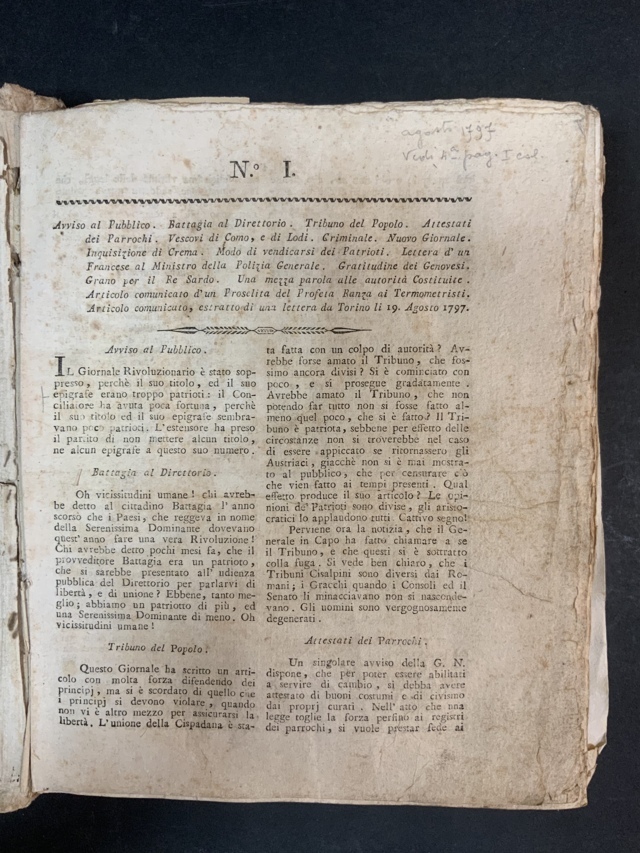 agosto 1797
Vedi N.º pag. I col.
N.º I.
Avviso al Pubblico. Battagia al Direttorio. Tribuno del Popolo. Attestati
dei Parrochi. Vescovi di Como, e di Lodi. Criminale. Nuovo Giornale.
Inquisizione di Crema. Modo di vendicarsi dei Patrioti. Lettera d' un
Francese al Ministro della Polizia Generale. Gratitudine dei Genovesi.
Grano per il Re Sardo. Una mezza parola alle autorità Costituite.
Articolo comunicato d'un Proselita del Profeta Ranza ai Termometristi.
Articolo comunicato, estratto di una lettera da Torino li 19. Agosto 1797.
Avviso al Pubblico.
IL Giornale Rivoluzionario è stato sop-
presso, perchè il suo titolo, ed il suo
epigrafe erano troppo patrioti: il Con-
ciliatore ha avuta poca fortuna, perchè
il suo titolo ed il suo epigrafe sembra-
vano poco patrioti. L'estensore ha preso
il partito di non mettere alcun titolo,
ne alcun epigrafe a questo suo numero.
Battagia al Direttorio.
Oh vicissitudini umane! chi avreb-
be detto al cittadino Battagia l'anno
scorso che i Paesi, che reggeva in nome
della Serenissima Dominante dovevano
quest'anno fare una vera Rivoluzione!
Chi avrebbe detto pochi mesi fa, che il
provveditore Battagia era un patrioto,
che si sarebbe presentato all'udienza
pubblica del Direttorio per parlarvi di
libertà, e di unione? Ebbene, tanto me-
glio; abbiamo un patriotto di più, ed
una Serenissima Dominante di meno. Oh
vicissitudini umane!
Tribuno del Popolo.
Questo Giornale ha scritto un arti-
colo con molta forza difendendo dei
principj, ma si è scordato di quello che
i principj si devono violare, quando
non vi è altro mezzo per assicurarsi la
libertà. L'unione della Cispadana è sta-
ta fatta con un colpo di autorità? Av-
rebbe forse amato il Tribuno, che fos-
simo ancora divisi? Si è cominciato con
poco, e si prosegue gradatamente.
Avrebbe amato il Tribuno, che non
potendo far tutto non si fosse fatto al-
meno quel poco, che si è fatto? Il Tri-
buno è patriota, sebbene per effetto delle
circostanze non si troverebbe nel caso
di essere appiccato se ritornassero gli
Austriaci, giacchè non si è mai mostra-
to al pubblico, che per censurare ciò
che vien fatto ai tempi presenti. Qual
effetto produce il suo articolo? Le opi-
nioni de' Patrioti sono divise, gli aristo-
cratici lo applaudono tutti. Cattivo segno!
Perviene ora la notizia, che il Ge-
nerale in Capo ha fatto chiamare a se
il Tribuno, e che questi si è sottratto
colla fuga. Si vede ben chiaro, che i
Tribuni Cisalpini sono diversi dai Ro-
mani; i Gracchi quando i Consoli ed il
Senato li minacciavano non si nasconde-
vano. Gli uomini sono vergognosamente
degenerati.
Attestati dei Parrochi.
Un singolare avviso della G. N.
dispone, che per poter essere abilitati
a servire di cambio, si debba avere
attestato di buoni costumi e di civismo
dai proprj curati. Nell'atto che una
legge toglie la forza perfino ai registri
dei parrochi, si vuole prestar fede ai